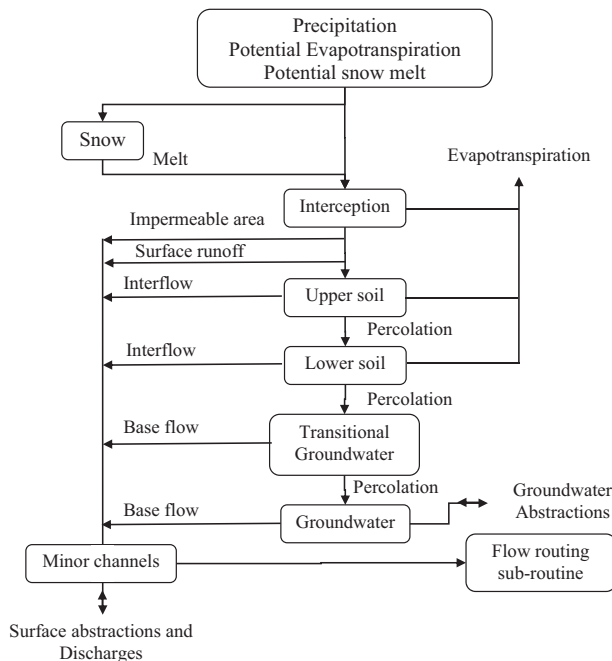 Precipitation
Potential Evapotranspiration
Potential snow melt
Snow
Melt
Evapotranspiration
Interception
Impermeable area
Surface runoff
Interflow
Upper soil
Percolation
Interflow
Lower soil
Percolation
Base flow
Transitional
Groundwater
Percolation
Base flow
Groundwater
Groundwater
Abstractions
Minor channels
Flow routing
sub-routine
Surface abstractions and
Discharges